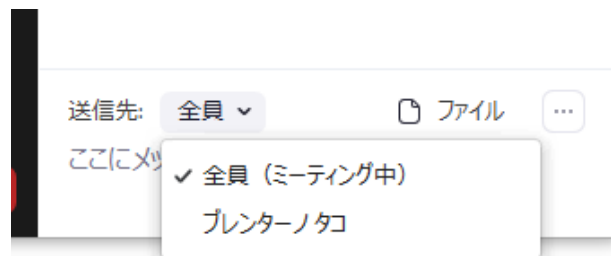 送信先: 全員 ファイル ...
ここにメッ
✓ 全員（ミーティング中）
ブレンターノ タコ